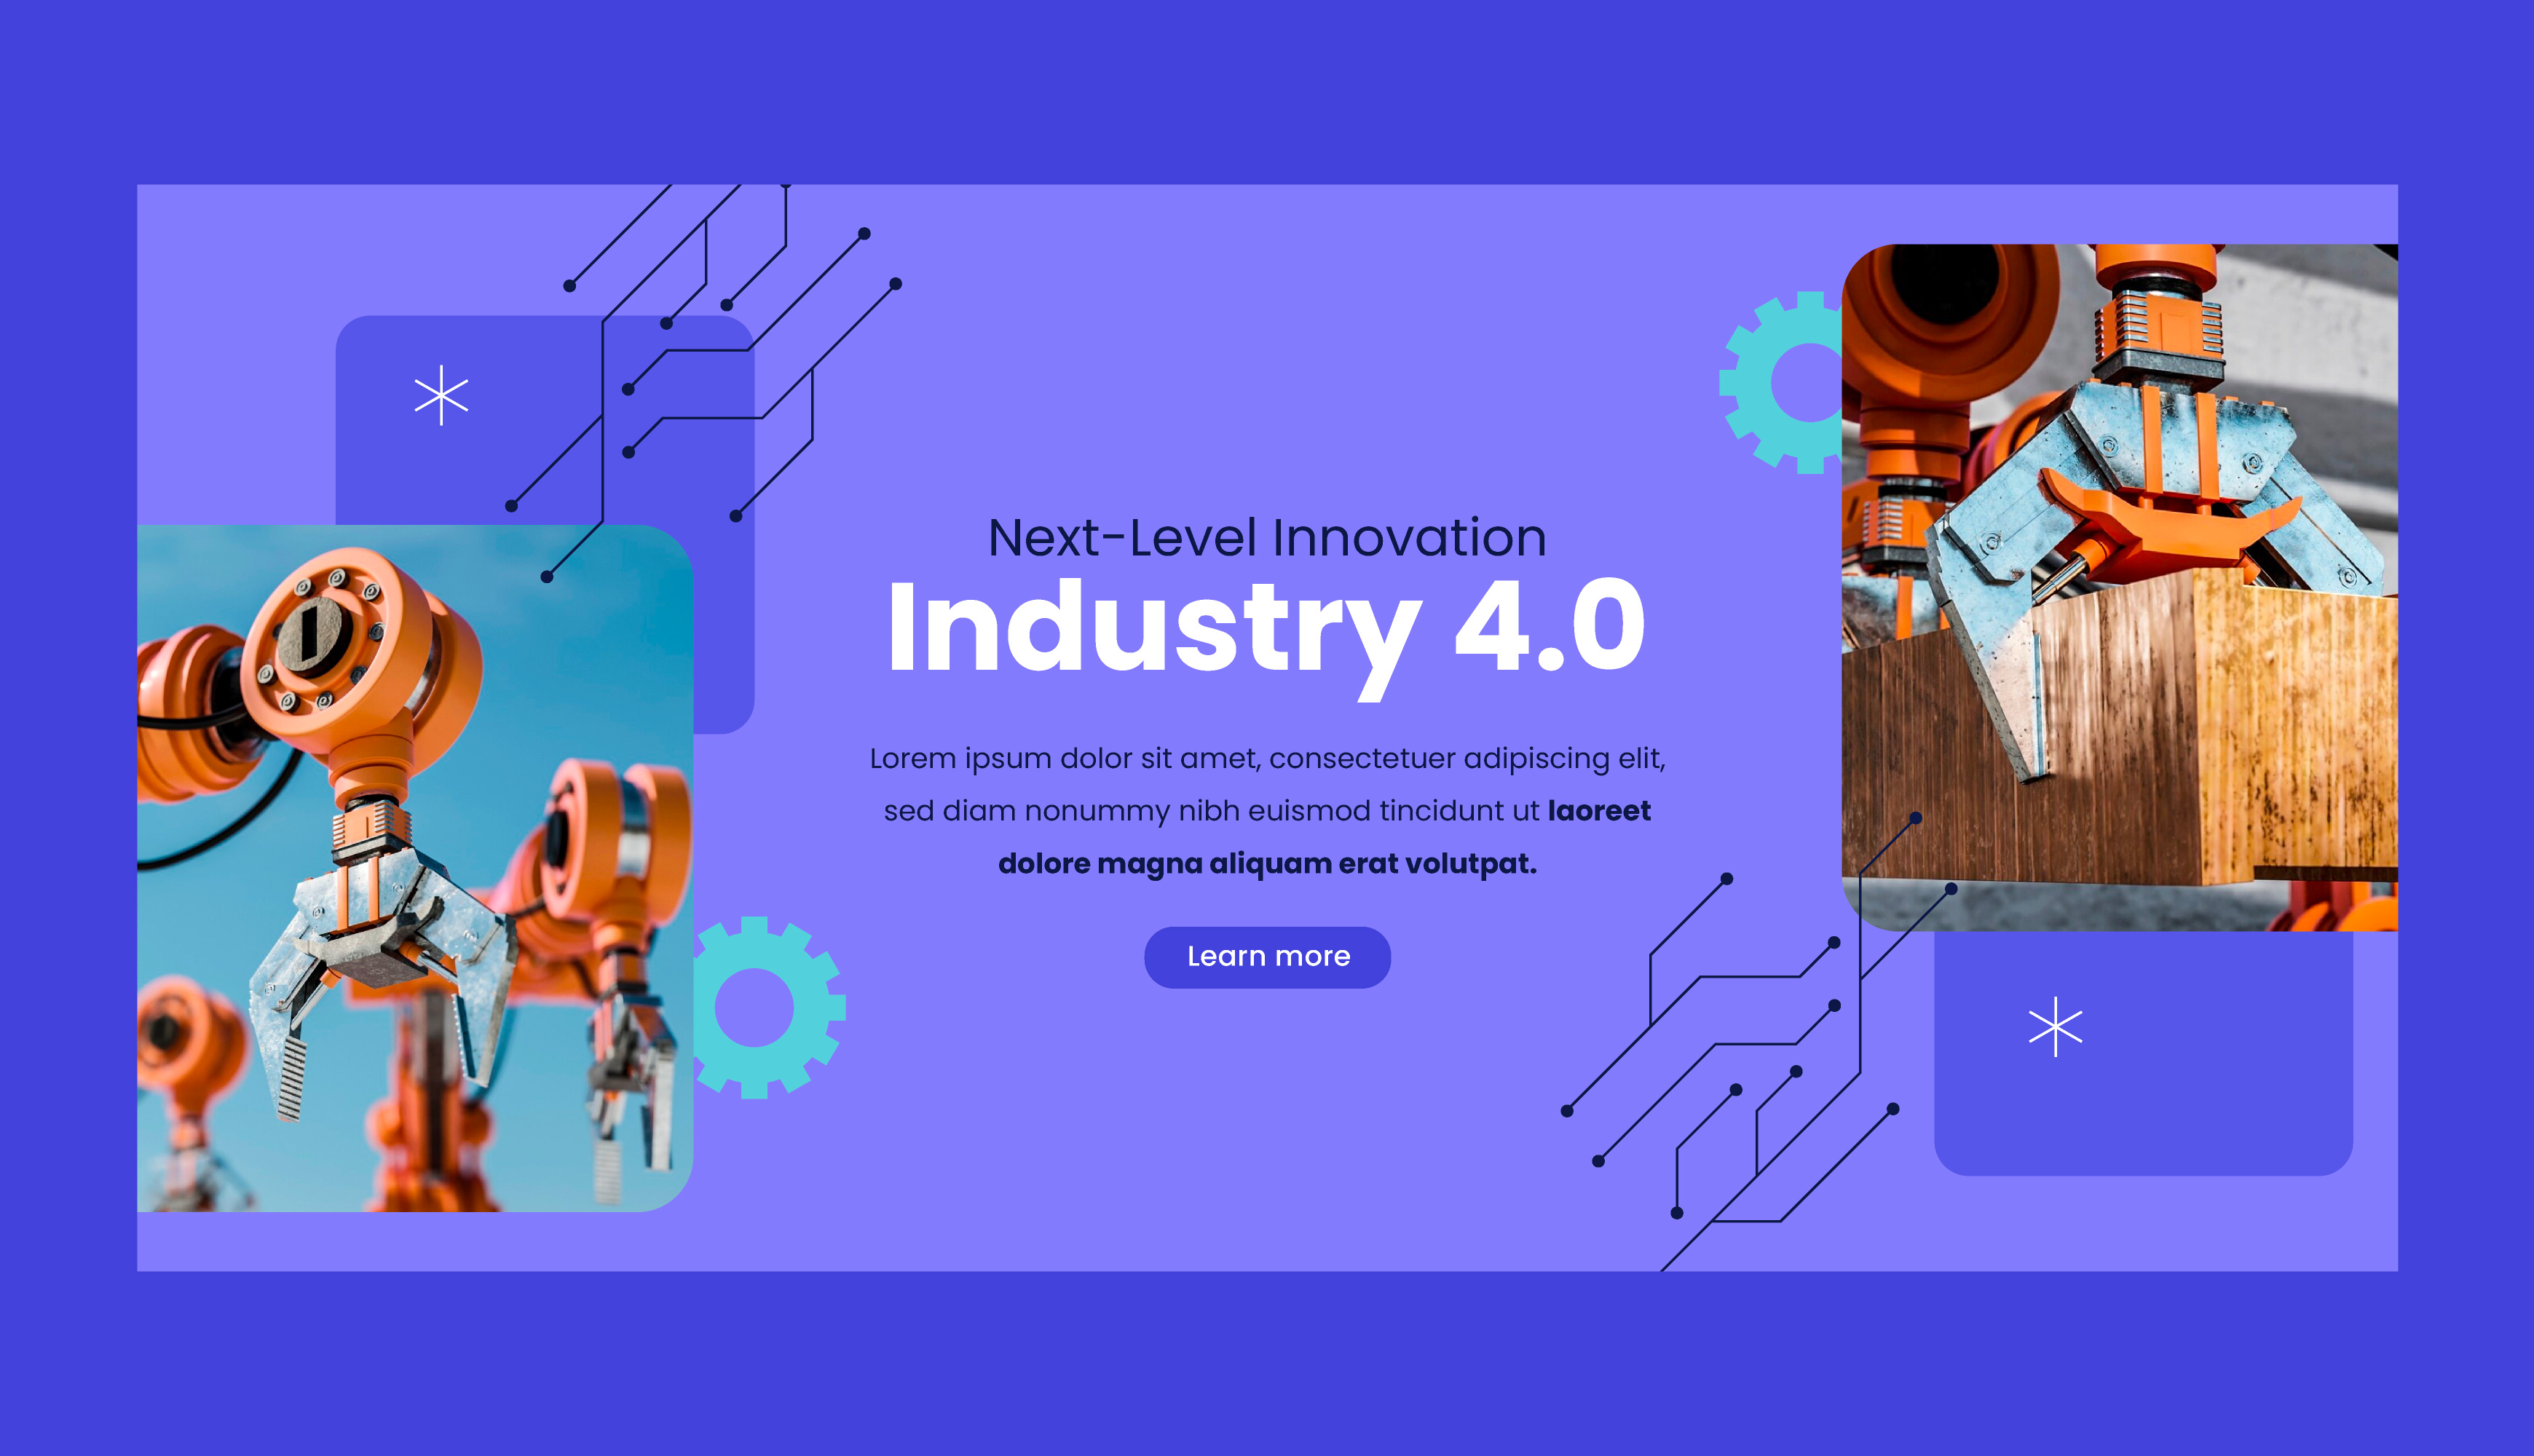 Next-Level Innovation
Industry 4.0
Lorem ipsum dolor sit amet, consectetuer adipiscing elit,
sed diam nonummy nibh euismod tincidunt ut laoreet
dolore magna aliquam erat volutpat.
Learn more